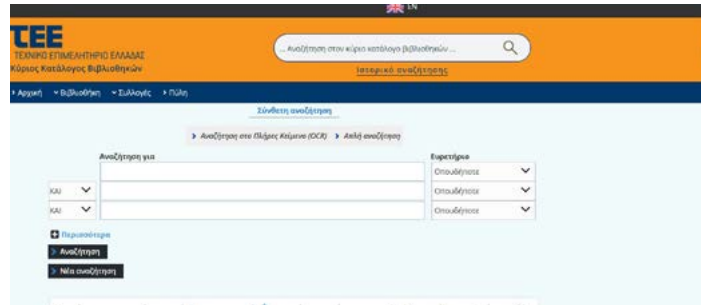 EN
TEE
ΤΕΧΝΙΚΟ ΕΠΙΜΕΛΗΤΗΡΙΟ ΕΛΛΑΔΑΣ
Κύριος Κατάλογος Βιβλιοθηκών
... Αναζήτηση στον κύριο κατάλογο βιβλιοθηκών ...
Ιστορικό αναζήτησης
Αρχική Βιβλιοθήκη Συλλογές Πύλη
Σύνθετη αναζήτηση
Αναζήτηση στο Πλήρες Κείμενο (OCR) Απλή αναζήτηση
Αναζήτηση για Ευρετήριο
Οπουδήποτε
ΚΑΙ Οπουδήποτε
ΚΑΙ Οπουδήποτε
Περισσότερα
Αναζήτηση
Νέα αναζήτηση